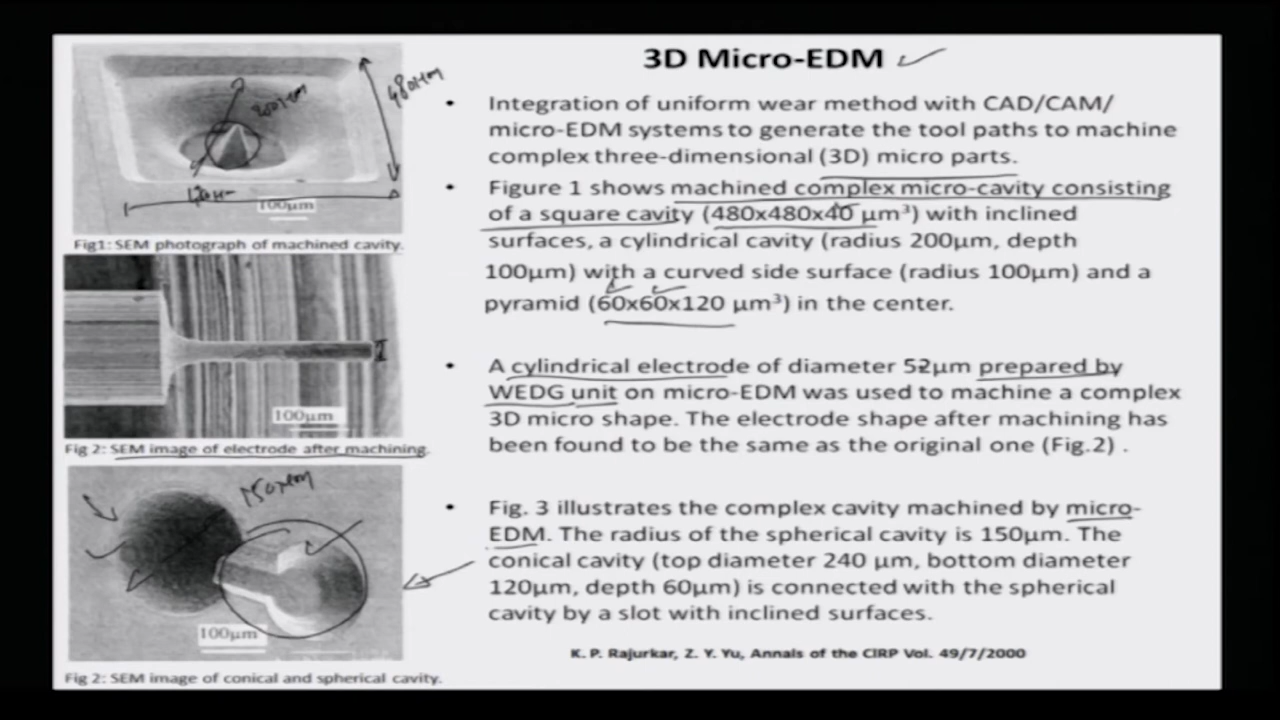 3D Micro-EDM
• Integration of uniform wear method with CAD/CAM/
micro-EDM systems to generate the tool paths to machine
complex three-dimensional (3D) micro parts.
• Figure 1 shows machined complex micro-cavity consisting
of a square cavity (480x480x40 μm³) with inclined
surfaces, a cylindrical cavity (radius 200μm, depth
100μm) with a curved side surface (radius 100μm) and a
pyramid (60x60x120 μm³) in the center.
• A cylindrical electrode of diameter 52μm prepared by
WEDG unit on micro-EDM was used to machine a complex
3D micro shape. The electrode shape after machining has
been found to be the same as the original one (Fig.2) .
• Fig. 3 illustrates the complex cavity machined by micro-
EDM. The radius of the spherical cavity is 150μm. The
conical cavity (top diameter 240 μm, bottom diameter
120μm, depth 60μm) is connected with the spherical
cavity by a slot with inclined surfaces.
K. P. Rajurkar, Z. Y. Yu, Annals of the CIRP Vol. 49/7/2000
200μm
480μm
100μm
Fig1: SEM photograph of machined cavity.
100μm
Fig 2: SEM image of electrode after machining.
150μm
100μm
Fig 2: SEM image of conical and spherical cavity.